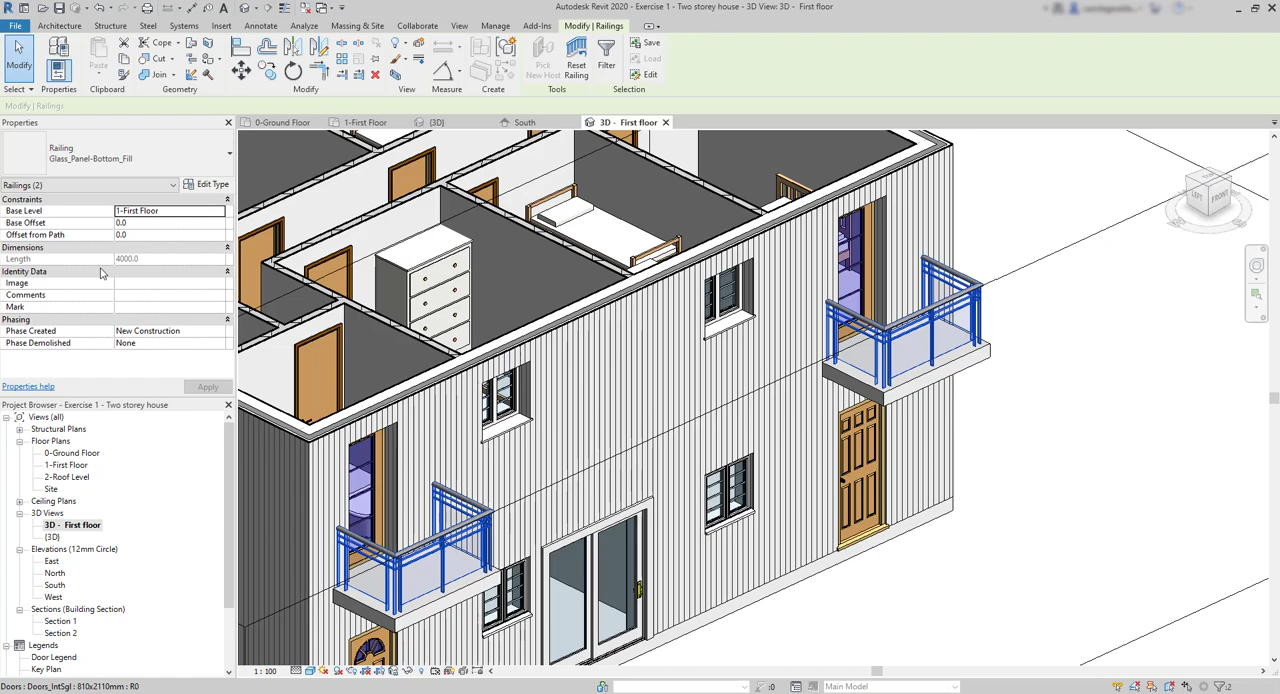 Autodesk Revit 2020 - Exercise 1 - Two storey house - 3D View: 3D - First floor
File Architecture Structure Steel Systems Insert Annotate Analyze Massing & Site Collaborate View Manage Add-Ins Modify | Railings
Modify
Properties
Paste
Cope
Cut
Join
Pick New Host
Reset Railing
Filter
Save
Load
Edit
Select Properties Clipboard Geometry Modify View Measure Create Tools Selection
Modify | Railings
Properties
0-Ground Floor 1-First Floor {3D} South 3D - First floor
Railing
Glass_Panel-Bottom_Fill
Railings (2) Edit Type
Constraints
Base Level 1-First Floor
Base Offset 0.0
Offset from Path 0.0
Dimensions
Length 4000.0
Identity Data
Image
Comments
Mark
Phasing
Phase Created New Construction
Phase Demolished None
Properties help Apply
Project Browser - Exercise 1 - Two storey house
Views (all)
Structural Plans
Floor Plans
0-Ground Floor
1-First Floor
2-Roof Level
Site
Ceiling Plans
3D Views
3D - First floor
{3D}
Elevations (12mm Circle)
East
North
South
West
Sections (Building Section)
Section 1
Section 2
Legends
Door Legend
Key Plan
TOP
LEFT FRONT
1 : 100
Doors : Doors_IntSgl : 810x2110mm : R0
:0
Main Model
:2